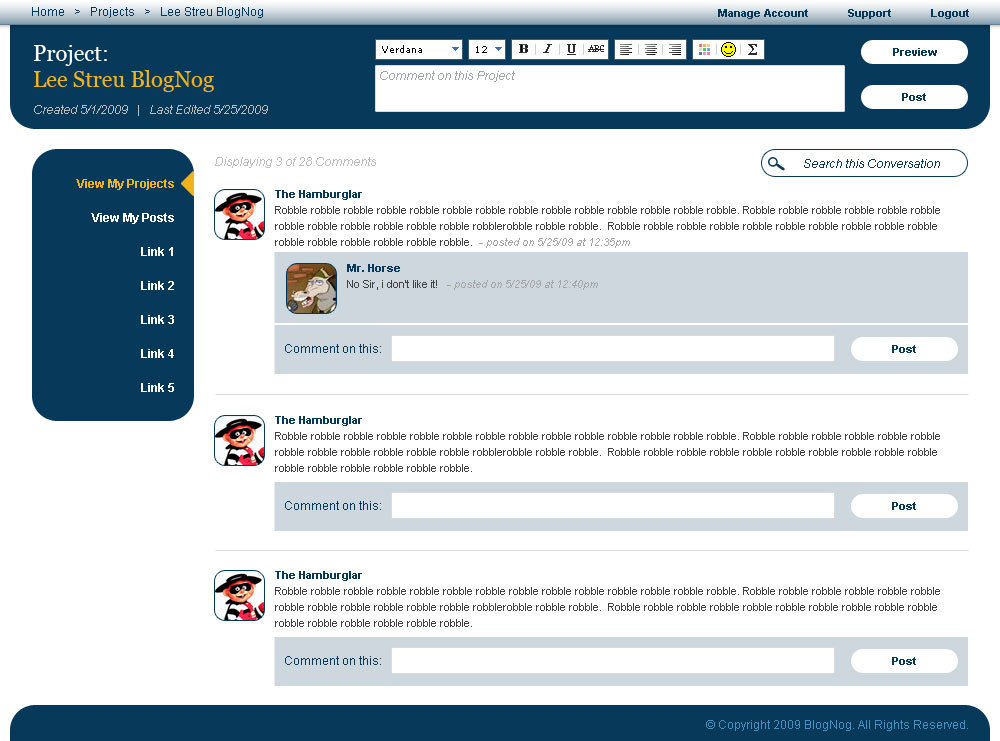 Home > Projects > Lee Streu BlogNog
Manage Account Support Logout
Project:
Lee Streu BlogNog
Created 5/1/2009 | Last Edited 5/25/2009
Verdana 12 B I U ABC Σ
Comment on this Project
Preview
Post
View My Projects
View My Posts
Link 1
Link 2
Link 3
Link 4
Link 5
Displaying 3 of 28 Comments
Search this Conversation
The Hamburglar
Robble robble robble robble robble robble robble robble robble robble robble robble robble robble. Robble robble robble robble robble robble
robble robble robble robble robble robble robblerobble robble robble. Robble robble robble robble robble robble robble robble robble robble
robble robble robble robble robble robble. - posted on 5/25/09 at 12:35pm
Mr. Horse
No Sir, i don't like it! - posted on 5/25/09 at 12:40pm
Comment on this: Post
The Hamburglar
Robble robble robble robble robble robble robble robble robble robble robble robble robble robble. Robble robble robble robble robble robble
robble robble robble robble robble robble robblerobble robble robble. Robble robble robble robble robble robble robble robble robble robble
robble robble robble robble robble robble.
Comment on this: Post
The Hamburglar
Robble robble robble robble robble robble robble robble robble robble robble robble robble robble. Robble robble robble robble robble robble
robble robble robble robble robble robble robblerobble robble robble. Robble robble robble robble robble robble robble robble robble robble
robble robble robble robble robble robble.
Comment on this: Post
© Copyright 2009 BlogNog. All Rights Reserved.